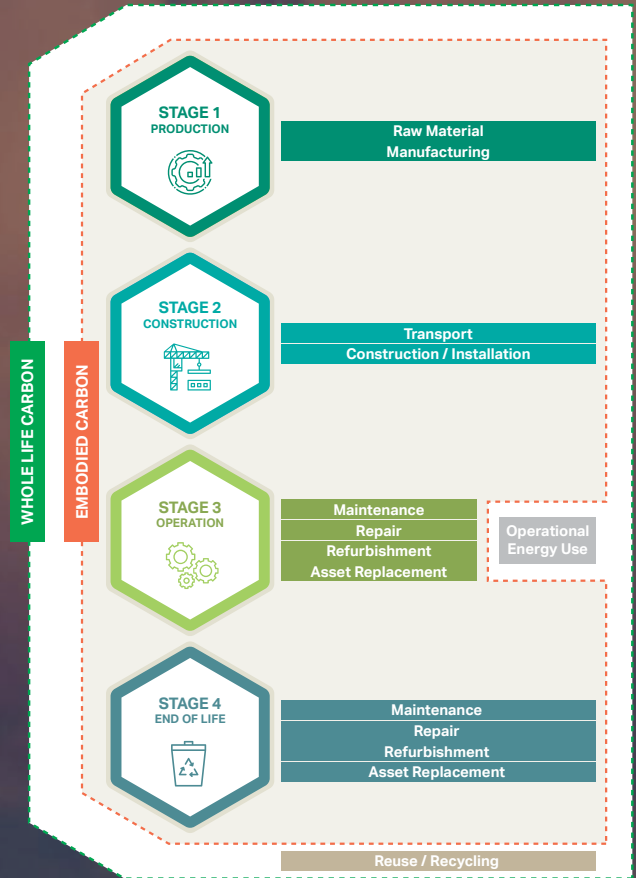 WHOLE LIFE CARBON
EMBODIED CARBON
STAGE 1
PRODUCTION
Raw Material
Manufacturing
STAGE 2
CONSTRUCTION
Transport
Construction / Installation
STAGE 3
OPERATION
Maintenance
Repair
Refurbishment
Asset Replacement
Operational
Energy Use
STAGE 4
END OF LIFE
Maintenance
Repair
Refurbishment
Asset Replacement
Reuse / Recycling